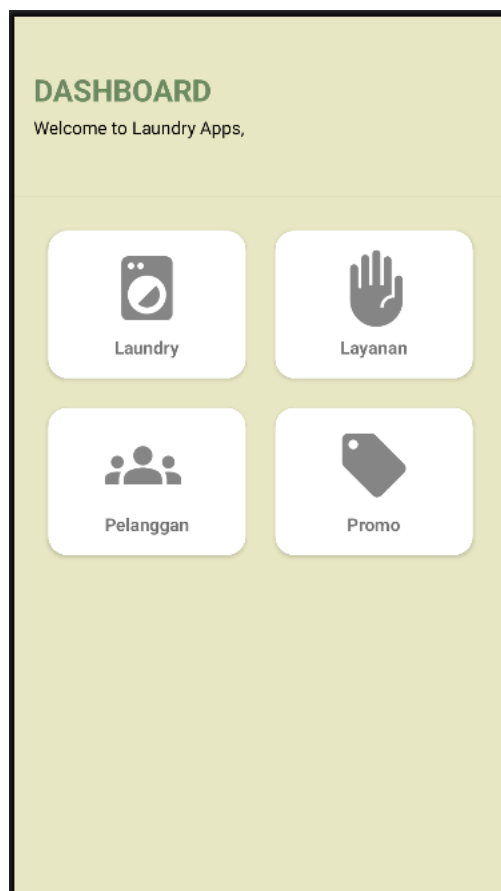 DASHBOARD
Welcome to Laundry Apps,
Laundry
Layanan
Pelanggan
Promo